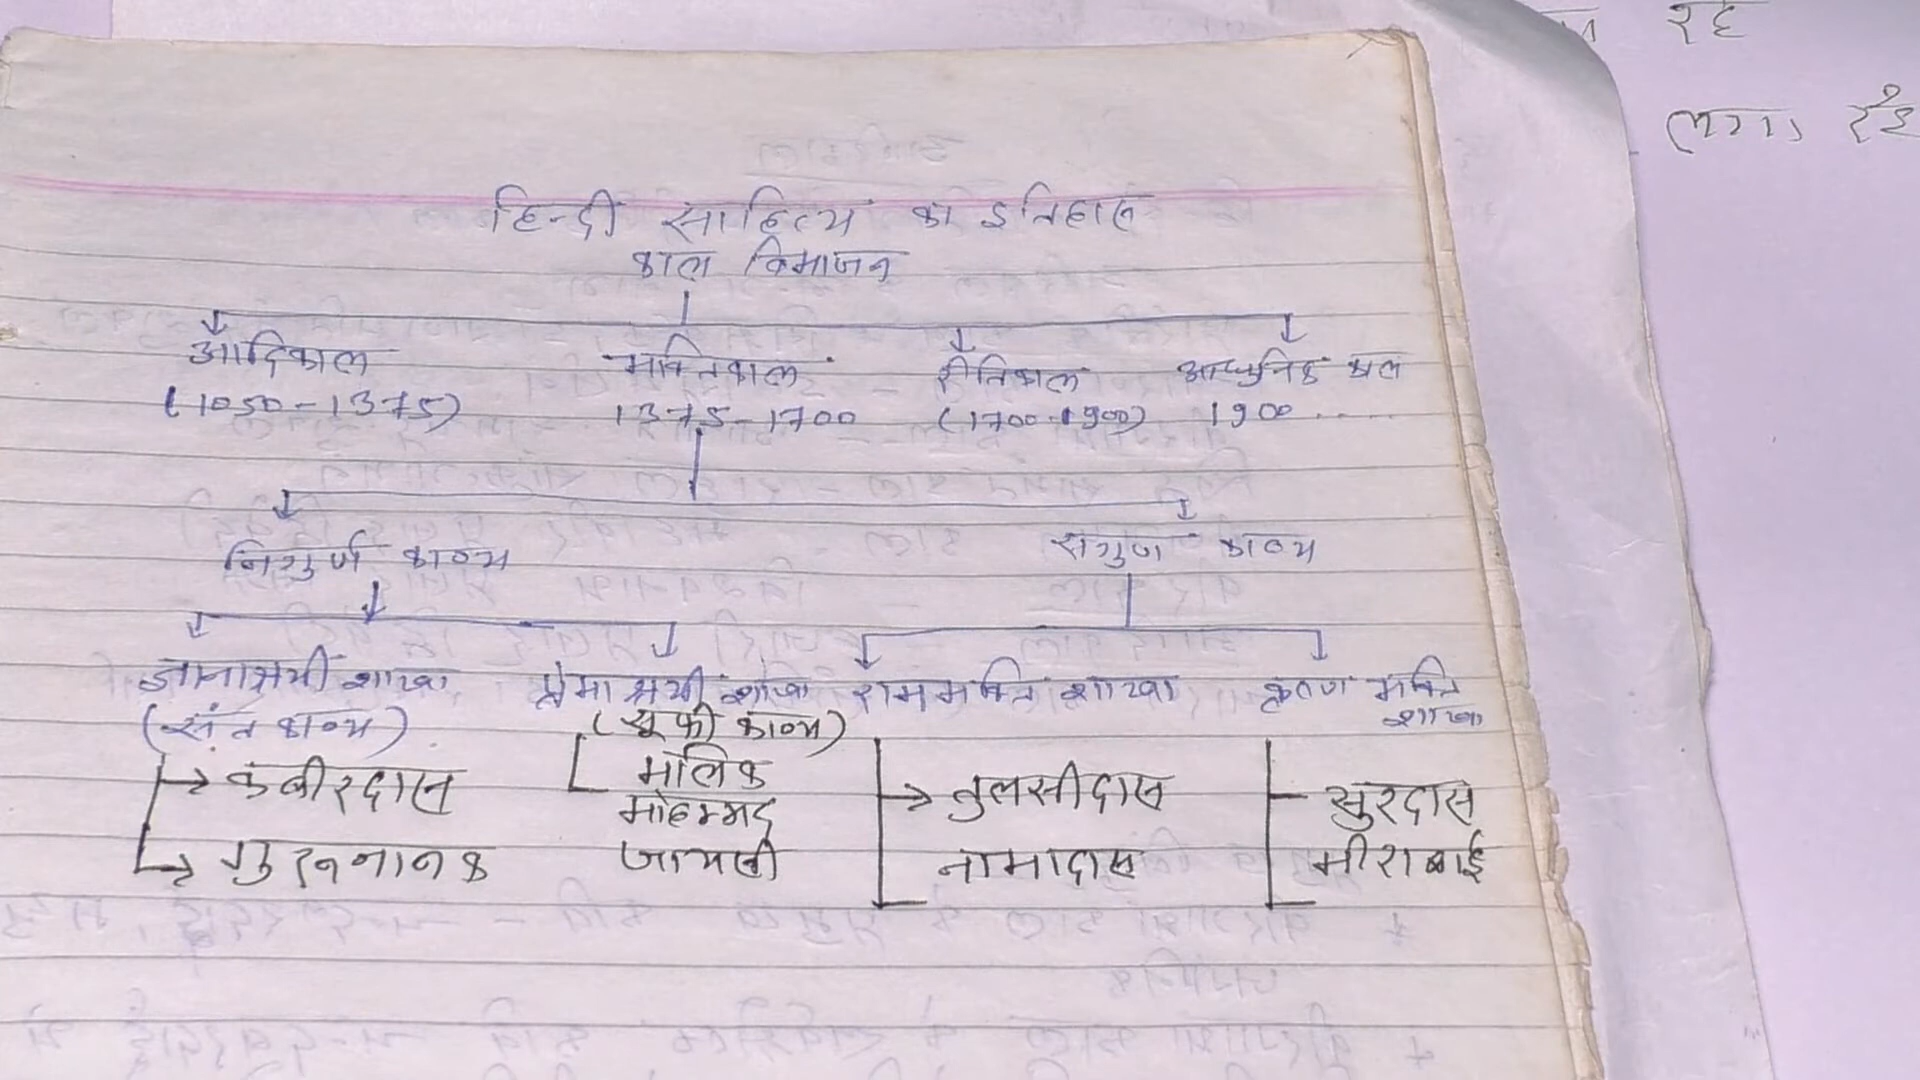 हिन्दी साहित्य का इतिहास
काल विभाजन
आदिकाल भक्तिकाल रीतिकाल आधुनिक काल
(1050-1375) 1375-1700 (1700-1900) 1900 ......
निर्गुण काव्य सगुण काव्य
ज्ञानाश्रयी शाखा प्रेमाश्रयी शाखा रामभक्ति शाखा कृष्ण भक्ति
शाखा
(संत काव्य) (सूफी काव्य)
कबीरदास मलिक तुलसीदास सुरदास
मोहम्मद
गुरूनानक जायसी नाभादास मीराबाई
रहे